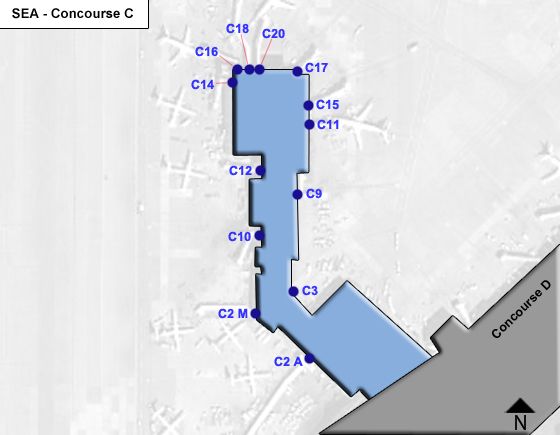 SEA - Concourse C
C18
C20
C16
C17
C14
C15
C11
C12
C9
C10
C3
C2 M
Concourse D
C2 A
N